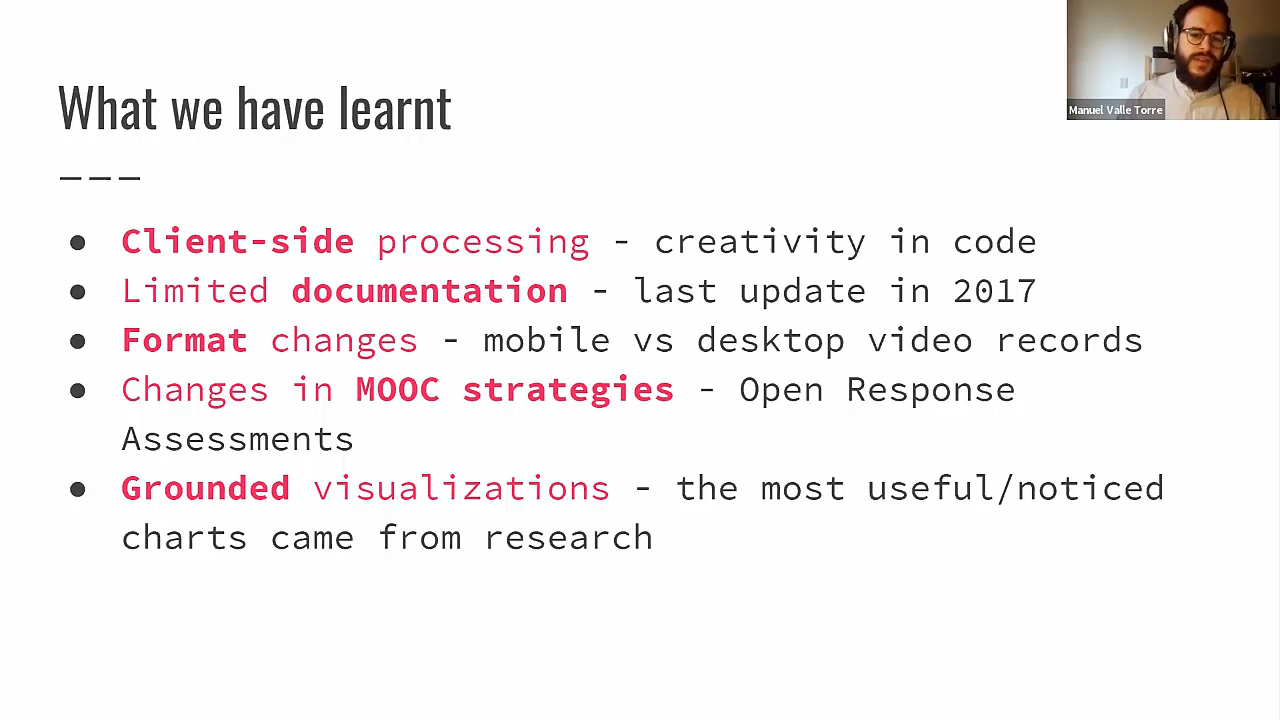 What we have learnt
● Client-side processing - creativity in code
● Limited documentation - last update in 2017
● Format changes - mobile vs desktop video records
● Changes in MOOC strategies - Open Response
Assessments
● Grounded visualizations - the most useful/noticed
charts came from research
Manuel Valle Torre